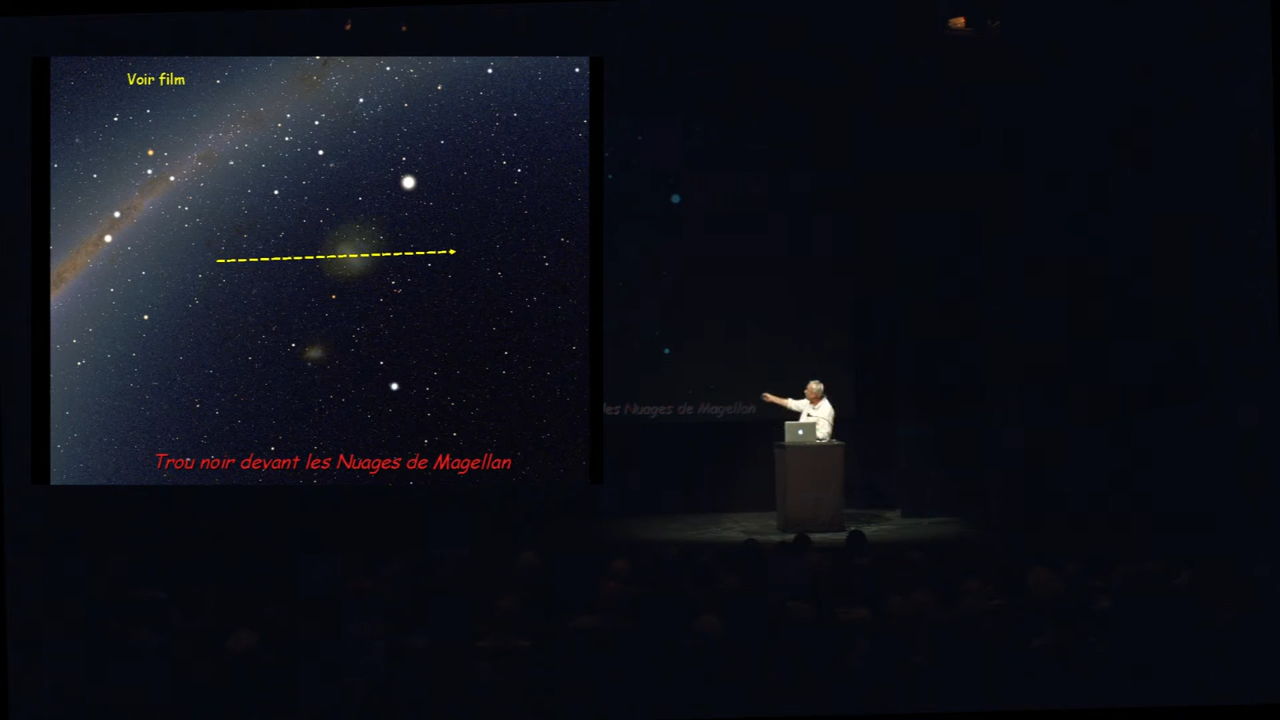 Voir film
Trou noir devant les Nuages de Magellan
les Nuages de Magellan